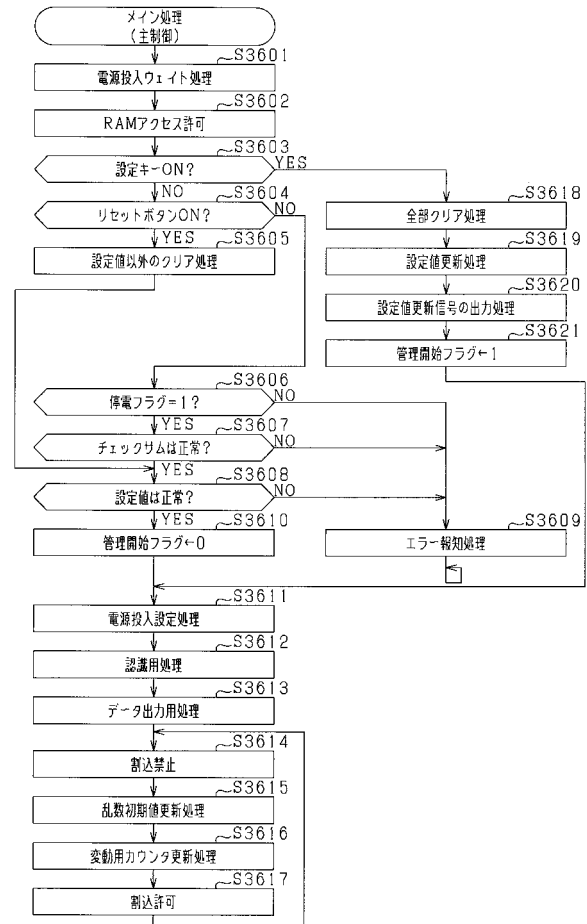 メイン処理
(主制御)
S3601
電源投入ウェイト処理
S3602
RAMアクセス許可
S3603
設定キーON?
YES
NO
S3604
リセットボタンON?
NO
YES
S3605
設定値以外のクリア処理
S3618
全部クリア処理
S3619
設定値更新処理
S3620
設定値更新信号の出力処理
S3621
管理開始フラグ←1
S3606
停電フラグ=1?
NO
YES
S3607
チェックサムは正常?
NO
YES
S3608
設定値は正常?
NO
YES
S3610
管理開始フラグ←0
S3609
エラー報知処理
S3611
電源投入設定処理
S3612
認識用処理
S3613
データ出力用処理
S3614
割込禁止
S3615
乱数初期値更新処理
S3616
変動用カウンタ更新処理
S3617
割込許可